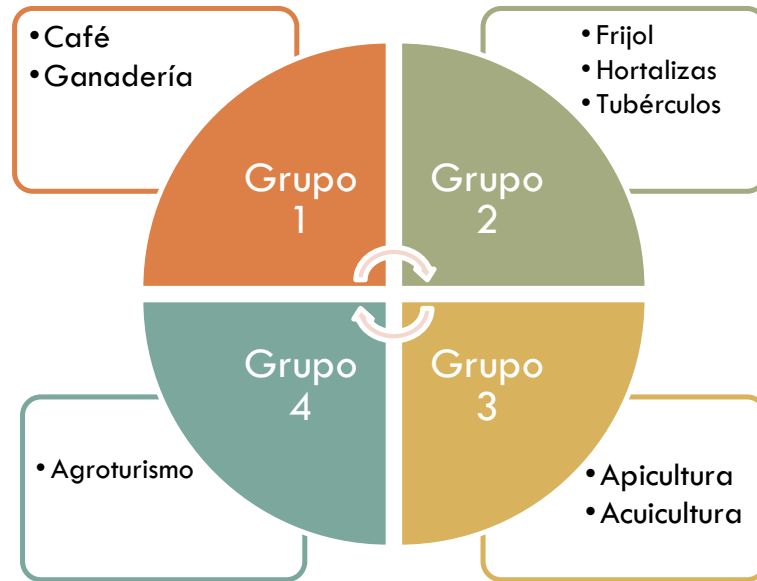 • Café
• Ganadería
• Frijol
• Hortalizas
• Tubérculos
Grupo
1
Grupo
2
Grupo
4
Grupo
3
• Agroturismo
• Apicultura
• Acuicultura